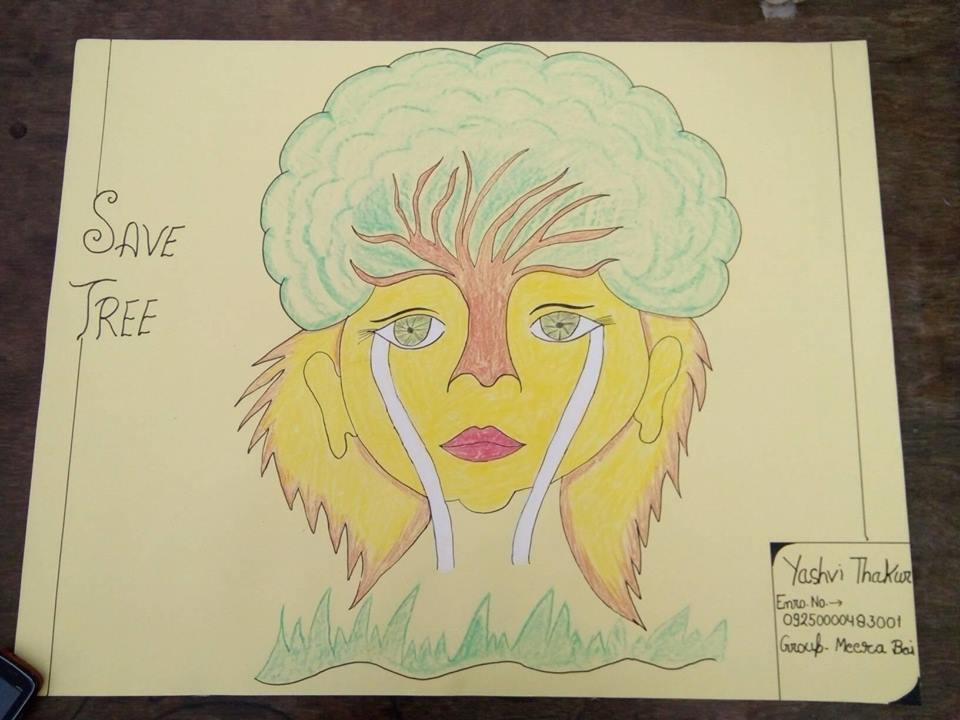 SAVE
TREE
Yashvi Thakur
Enro. No.→
09250000483001
Group- Meera Bai